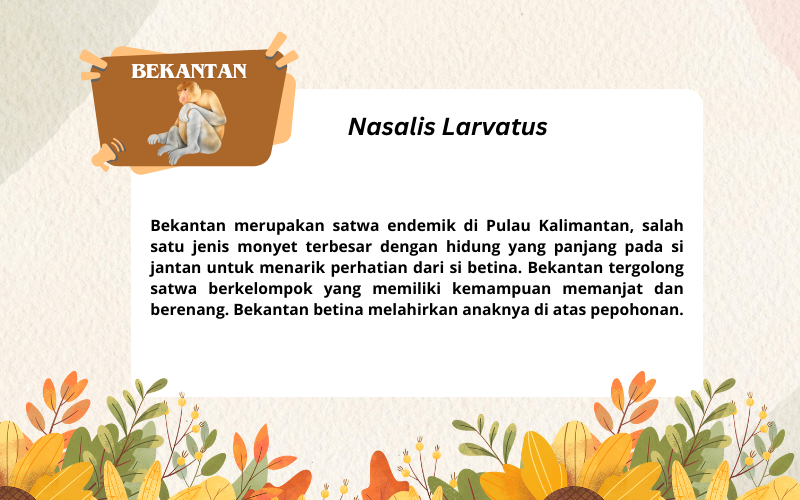 BEKANTAN
Nasalis Larvatus
Bekantan merupakan satwa endemik di Pulau Kalimantan, salah
satu jenis monyet terbesar dengan hidung yang panjang pada si
jantan untuk menarik perhatian dari si betina. Bekantan tergolong
satwa berkelompok yang memiliki kemampuan memanjat dan
berenang. Bekantan betina melahirkan anaknya di atas pepohonan.